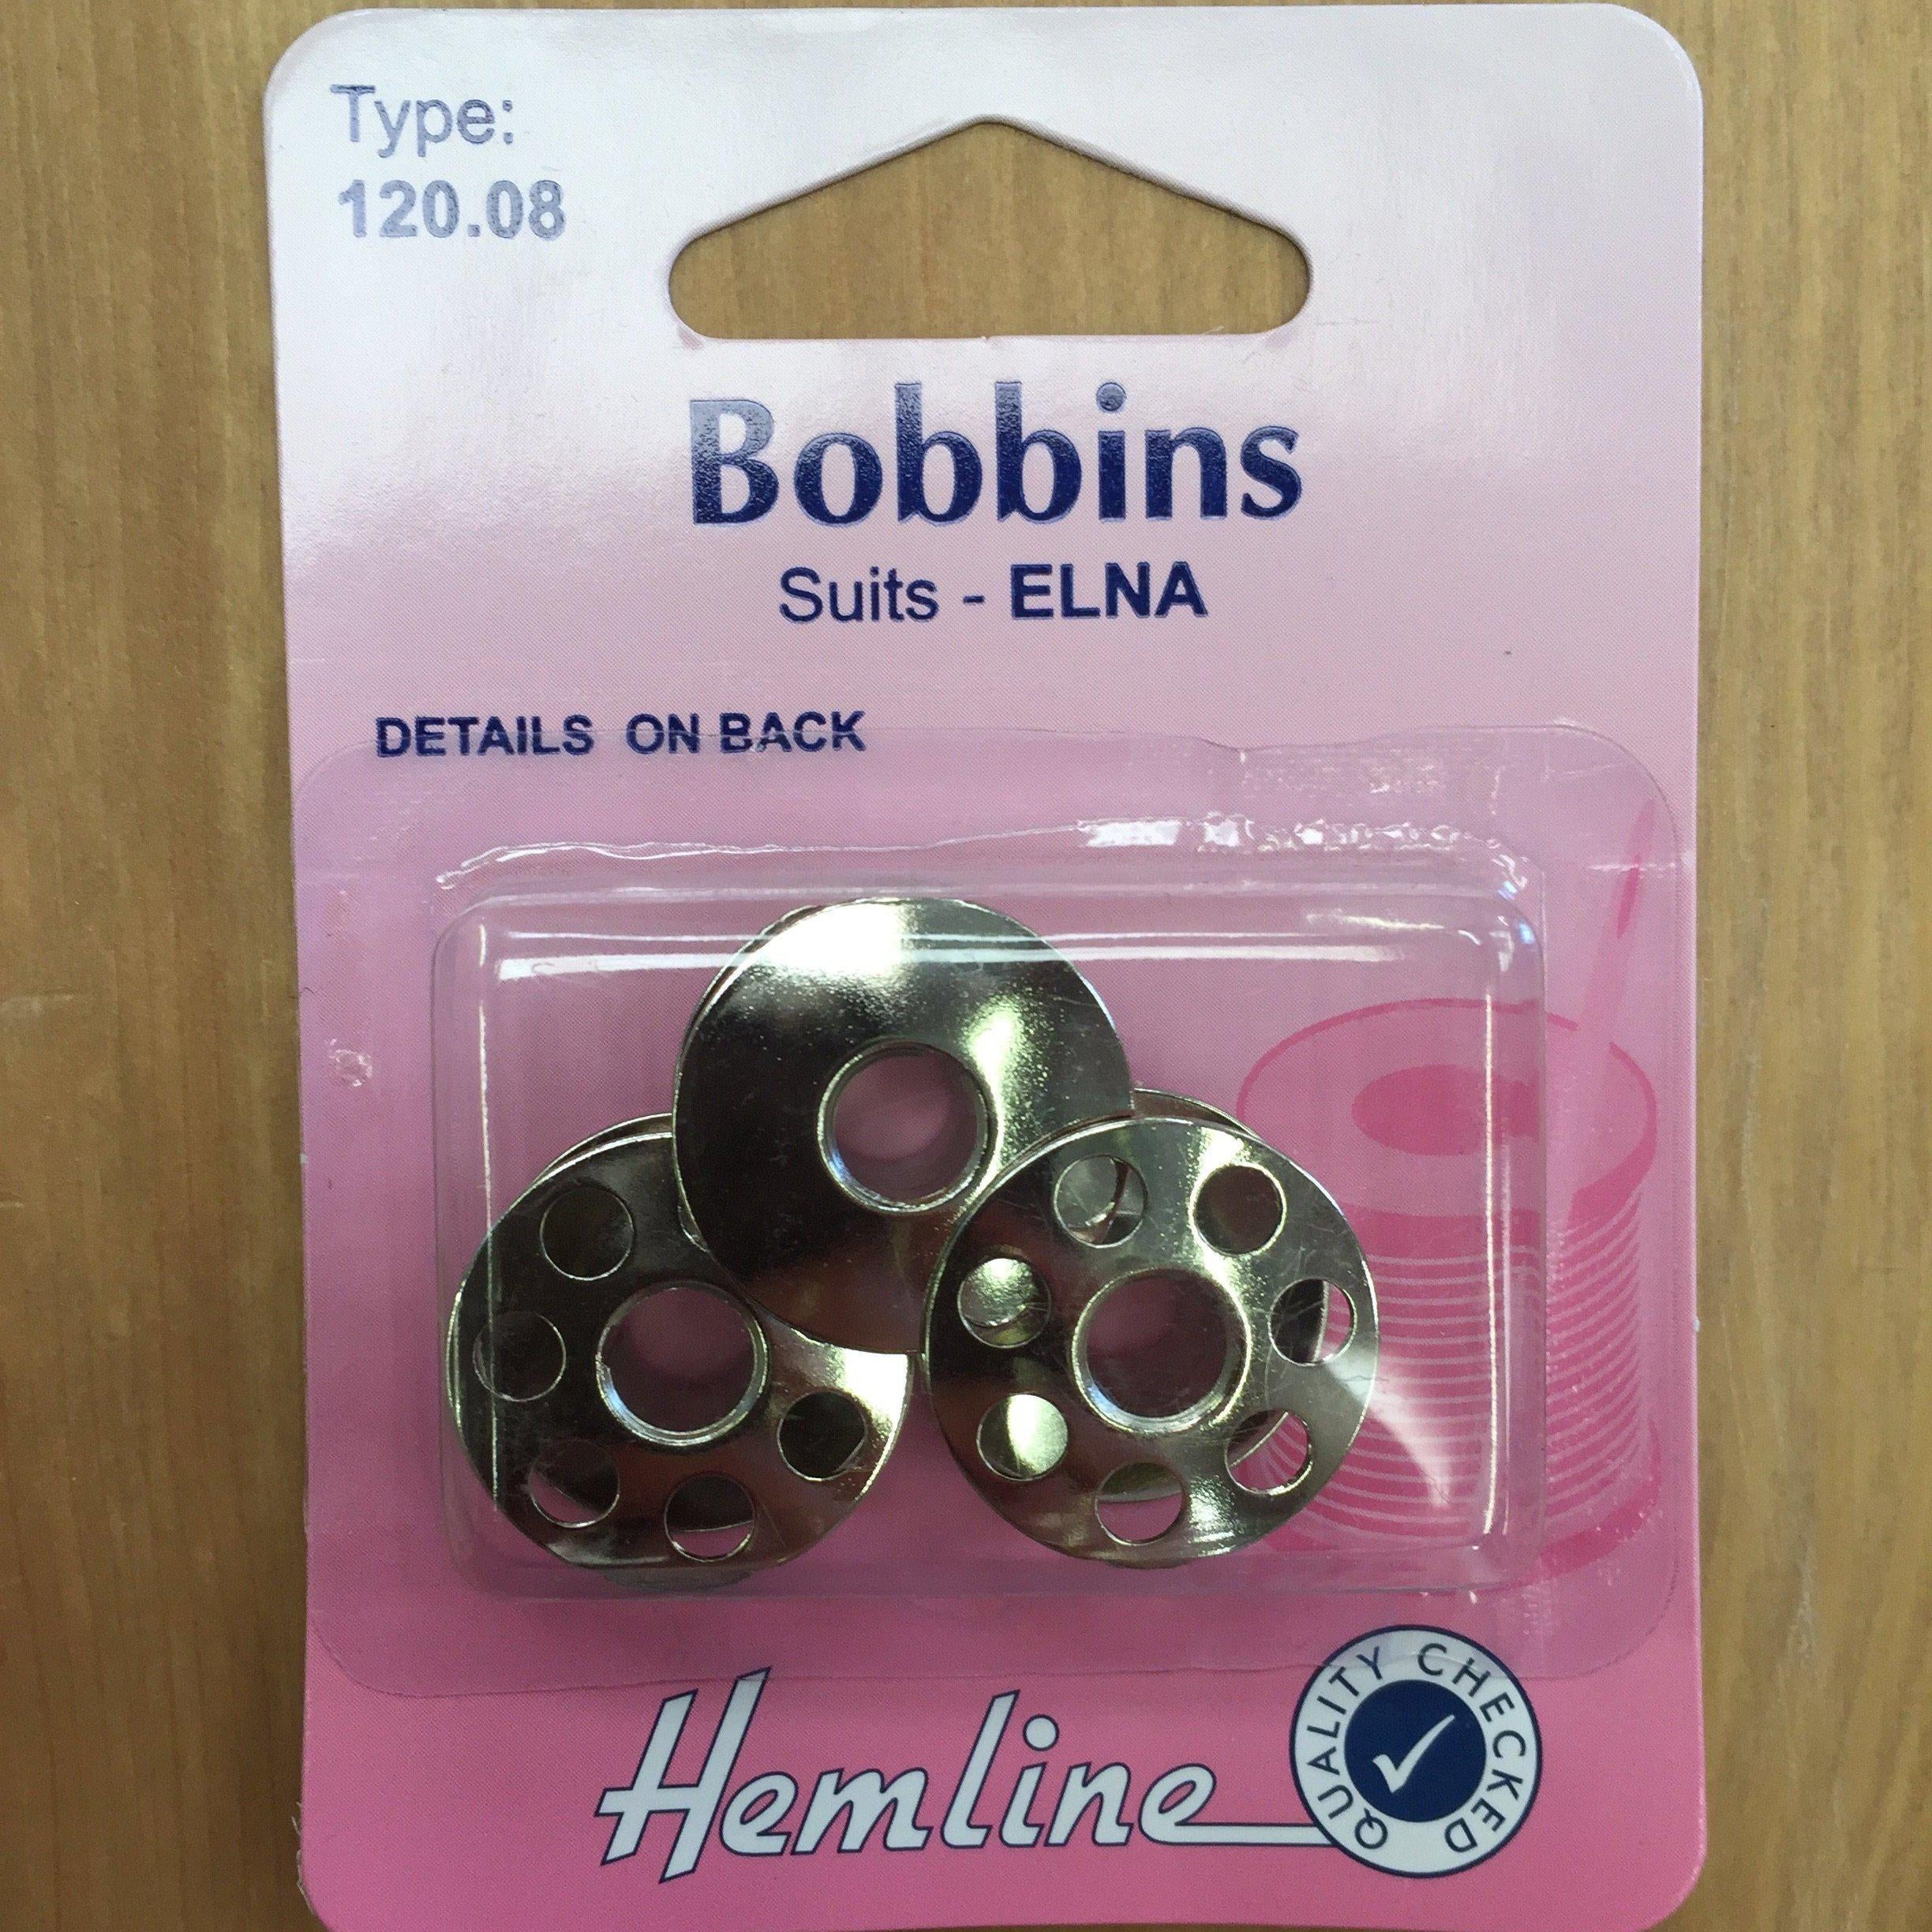 Type:
120.08
Bobbins
Suits - ELNA
DETAILS ON BACK
Hemline
QUALITY CHECKED